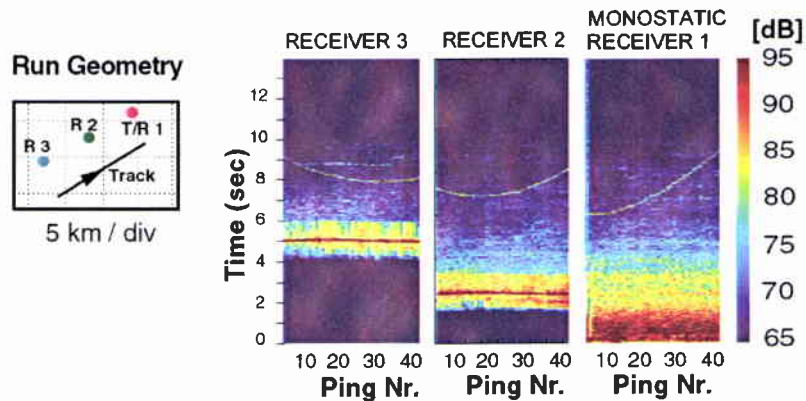 MONOSTATIC
RECEIVER 3 RECEIVER 2 RECEIVER 1 [dB]
Run Geometry
R 3
R 2
T/R 1
Track
5 km / div
Time (sec)
12
10
8
6
4
2
0
95
90
85
80
75
70
65
10 20 30 40 10 20 30 40 10 20 30 40
Ping Nr. Ping Nr. Ping Nr.